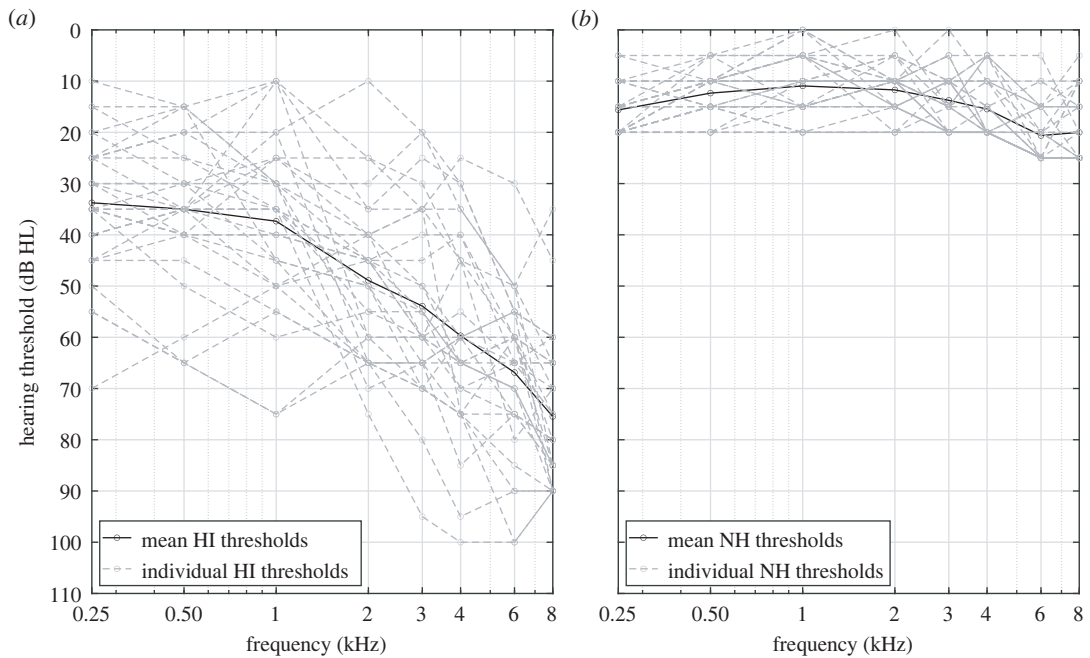 (a)
(b)
hearing threshold (dB HL)
0
10
20
30
40
50
60
70
80
90
100
110
mean HI thresholds
individual HI thresholds
0.25 0.50 1 2 3 4 6 8
frequency (kHz)
mean NH thresholds
individual NH thresholds
0.25 0.50 1 2 3 4 6 8
frequency (kHz)